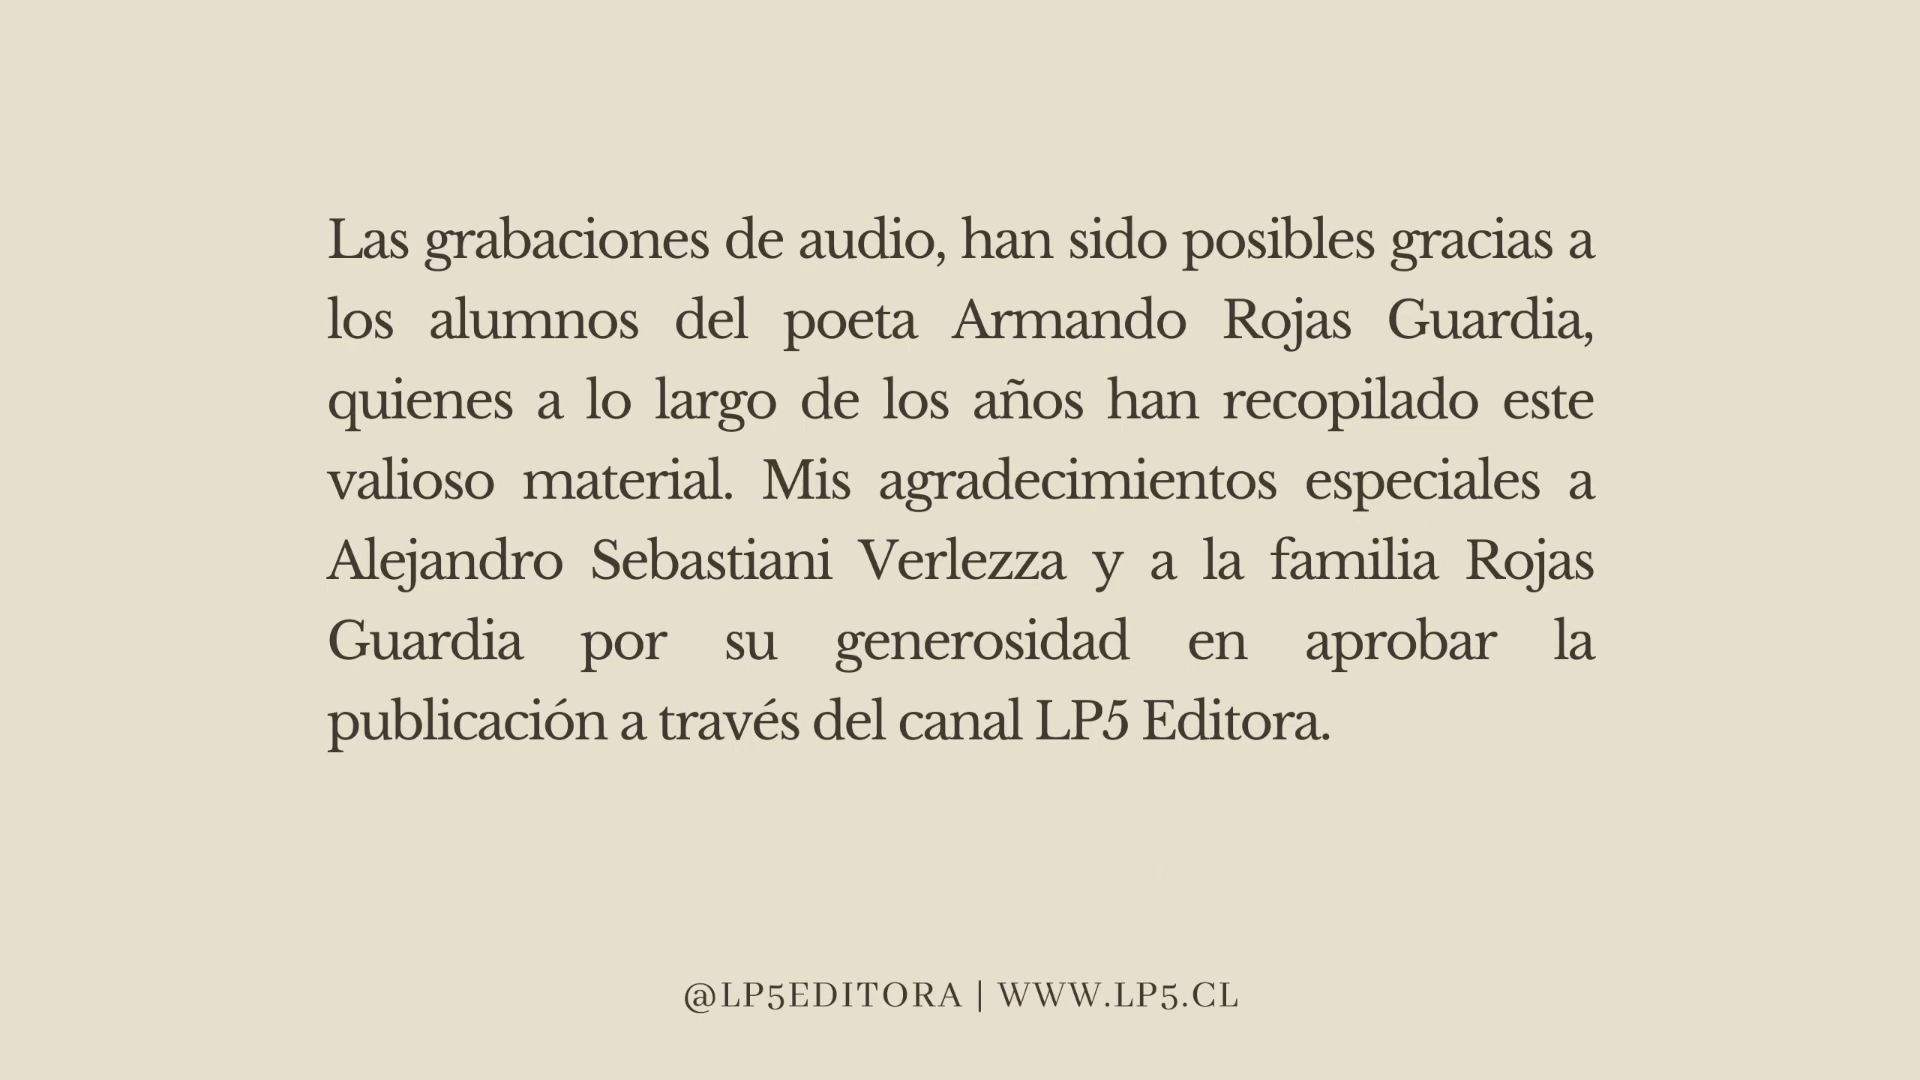 Las grabaciones de audio, han sido posibles gracias a
los alumnos del poeta Armando Rojas Guardia,
quienes a lo largo de los años han recopilado este
valioso material. Mis agradecimientos especiales a
Alejandro Sebastiani Verlezza y a la familia Rojas
Guardia por su generosidad en aprobar la
publicación a través del canal LP5 Editora.
@LP5EDITORA | WWW.LP5.CL